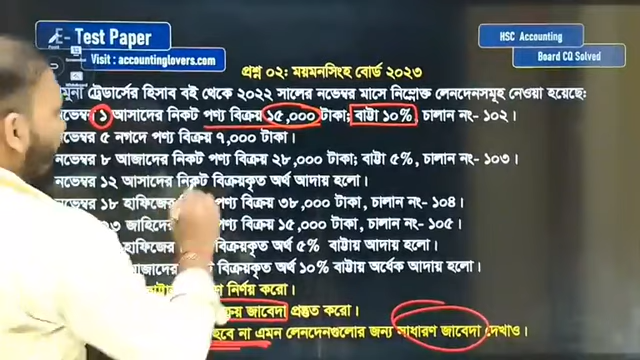 E- Test Paper
Visit : accountinglovers.com
HSC Accounting
Board CQ Solved
প্রশ্ন ০২: ময়মনসিংহ বোর্ড ২০২৩
ট্রেডার্সের হিসাব বই থেকে ২০২২ সালের নভেম্বর মাসে নিম্নোক্ত লেনদেনসমূহ নেওয়া হয়েছে:
নভেম্বর ১ আসাদের নিকট পণ্য বিক্রয় ১৫,০০০ টাকা; বাট্টা ১০%, চালান নং- ১০২।
নভেম্বর ৫ নগদে পণ্য বিক্রয় ৭,০০০ টাকা।
নভেম্বর ৮ আজাদের নিকট পণ্য বিক্রয় ২৮,০০০ টাকা; বাট্টা ৫%, চালান নং- ১০৩।
নভেম্বর ১২ আসাদের নিকট বিক্রয়কৃত অর্থ আদায় হলো।
নভেম্বর ১৮ হাফিজের পণ্য বিক্রয় ৩৮,০০০ টাকা, চালান নং- ১০৪।
জাহিদের পণ্য বিক্রয় ১৫,০০০ টাকা, চালান নং- ১০৫।
হাফিজের বিক্রয়কৃত অর্থ ৫% বাট্টায় আদায় হলো।
আজাদের নিকট বিক্রয়কৃত অর্থ ১০% বাট্টায় অর্ধেক আদায় হলো।
নির্ণয় করো।
জাবেদা প্রস্তুত করো।
হবে না এমন লেনদেনগুলোর জন্য সাধারণ জাবেদা দেখাও।